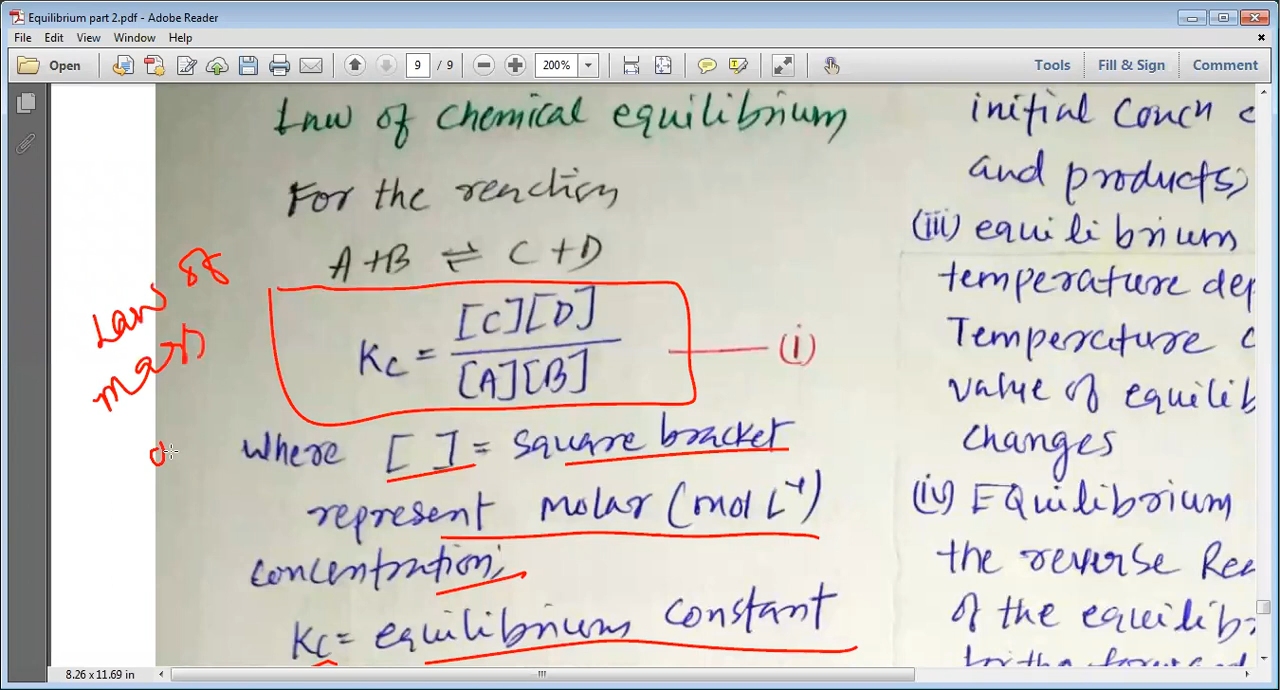 Equilibrium part 2.pdf - Adobe Reader
File Edit View Window Help
Open 9 / 9 200% Tools Fill & Sign Comment
Law of chemical equilibrium
For the reaction
A+B ⇌ C+D
Kc = [C][D] / [A][B] (i)
where [ ] = square bracket
represent molar (mol L⁻¹)
concentration,
Kc = equilibrium constant
Law of
mass
initial Concn
and products)
(iii) equilibrium
temperature dep
Temperature c
value of equilib
changes
(iv) EQuilibrium
the reverse Rea
of the equilib
8.26 x 11.69 in